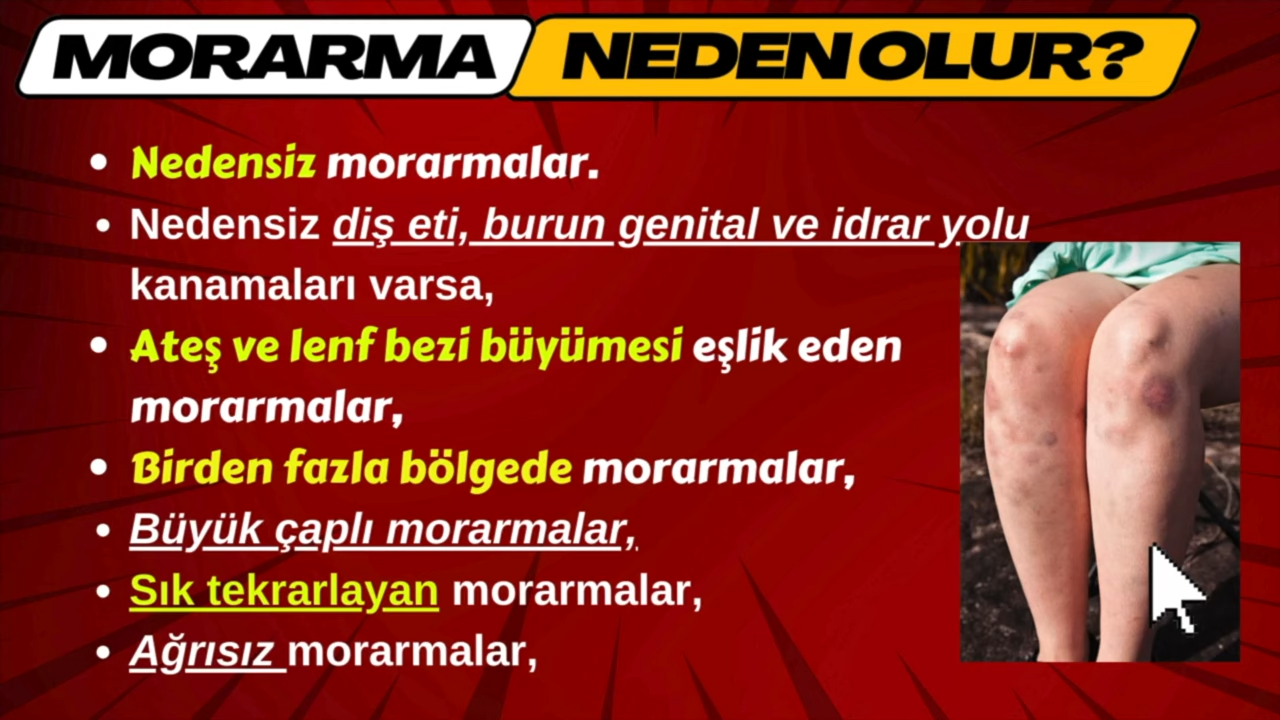 MORARMA NEDEN OLUR?
• Nedensiz morarmalar.
• Nedensiz diş eti, burun genital ve idrar yolu
kanamaları varsa,
• Ateş ve lenf bezi büyümesi eşlik eden
morarmalar,
• Birden fazla bölgede morarmalar,
• Büyük çaplı morarmalar,
• Sık tekrarlayan morarmalar,
• Ağrısız morarmalar,